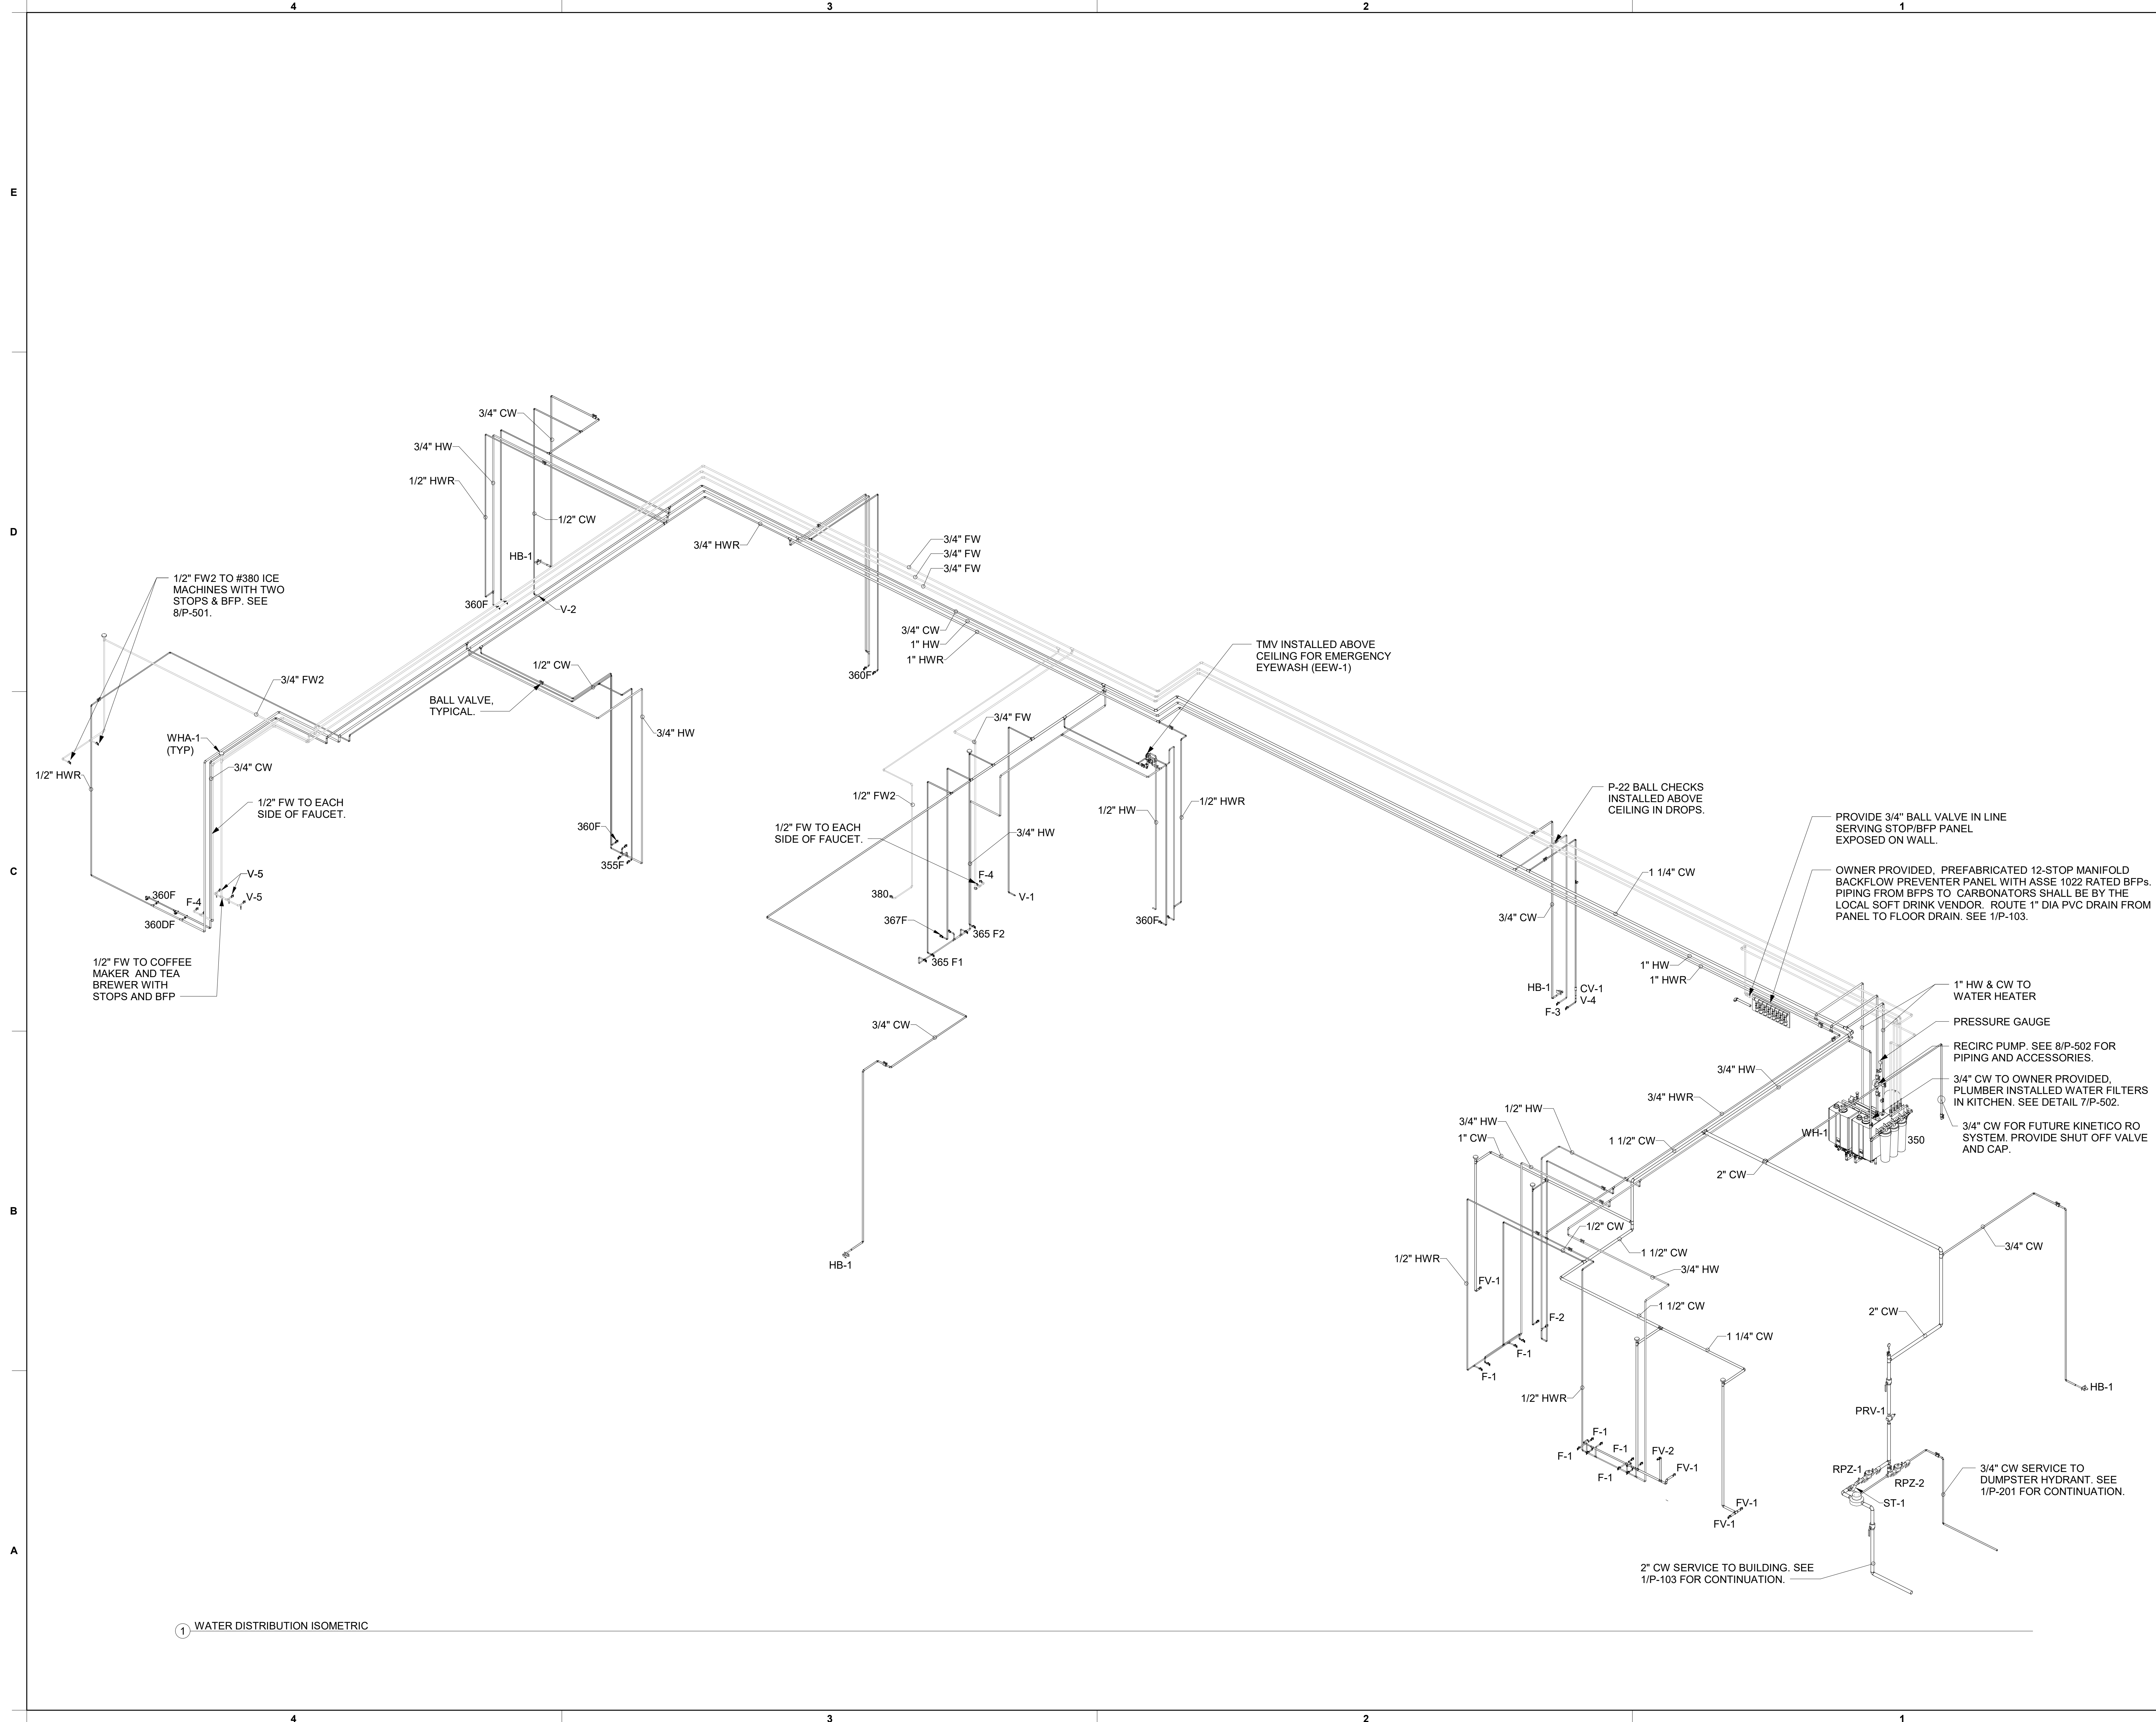 4
3
2
1
E
D
C
B
A
3/4" CW
3/4" HW
1/2" HWR
1/2" CW
HB-1
360F
V-2
3/4" HWR
3/4" FW
3/4" FW
3/4" FW
3/4" CW
1" HW
1" HWR
360F
1/2" FW2 TO #380 ICE
MACHINES WITH TWO
STOPS & BFP. SEE
8/P-501.
3/4" FW2
WHA-1
(TYP)
1/2" HWR
3/4" CW
1/2" FW TO EACH
SIDE OF FAUCET.
V-5
V-5
360F
F-4
360DF
1/2" FW TO COFFEE
MAKER AND TEA
BREWER WITH
STOPS AND BFP
1/2" CW
BALL VALVE,
TYPICAL.
3/4" HW
360F
355F
TMV INSTALLED ABOVE
CEILING FOR EMERGENCY
EYEWASH (EEW-1)
3/4" FW
1/2" FW2
1/2" FW TO EACH
SIDE OF FAUCET.
3/4" HW
F-4
V-1
380
367F
365 F2
365 F1
1/2" HW
1/2" HWR
360F
3/4" CW
HB-1
P-22 BALL CHECKS
INSTALLED ABOVE
CEILING IN DROPS.
1 1/4" CW
3/4" CW
1" HW
1" HWR
HB-1
CV-1
V-4
F-3
PROVIDE 3/4" BALL VALVE IN LINE
SERVING STOP/BFP PANEL
EXPOSED ON WALL.
OWNER PROVIDED, PREFABRICATED 12-STOP MANIFOLD
BACKFLOW PREVENTER PANEL WITH ASSE 1022 RATED BFPs.
PIPING FROM BFPS TO CARBONATORS SHALL BE BY THE
LOCAL SOFT DRINK VENDOR. ROUTE 1" DIA PVC DRAIN FROM
PANEL TO FLOOR DRAIN. SEE 1/P-103.
1" HW & CW TO
WATER HEATER
PRESSURE GAUGE
RECIRC PUMP. SEE 8/P-502 FOR
PIPING AND ACCESSORIES.
3/4" CW TO OWNER PROVIDED,
PLUMBER INSTALLED WATER FILTERS
IN KITCHEN. SEE DETAIL 7/P-502.
3/4" CW FOR FUTURE KINETICO RO
SYSTEM. PROVIDE SHUT OFF VALVE
AND CAP.
WH-1
350
3/4" HW
3/4" HWR
1/2" HW
3/4" HW
1" CW
1 1/2" CW
2" CW
1/2" CW
1 1/2" CW
1/2" HWR
3/4" HW
FV-1
1 1/2" CW
F-2
1 1/4" CW
F-1
F-1
1/2" HWR
F-1
F-1
F-1
F-1
FV-2
FV-1
FV-1
FV-1
3/4" CW
2" CW
HB-1
PRV-1
RPZ-1
RPZ-2
ST-1
3/4" CW SERVICE TO
DUMPSTER HYDRANT. SEE
1/P-201 FOR CONTINUATION.
2" CW SERVICE TO BUILDING. SEE
1/P-103 FOR CONTINUATION.
1 WATER DISTRIBUTION ISOMETRIC
4
3
2
1